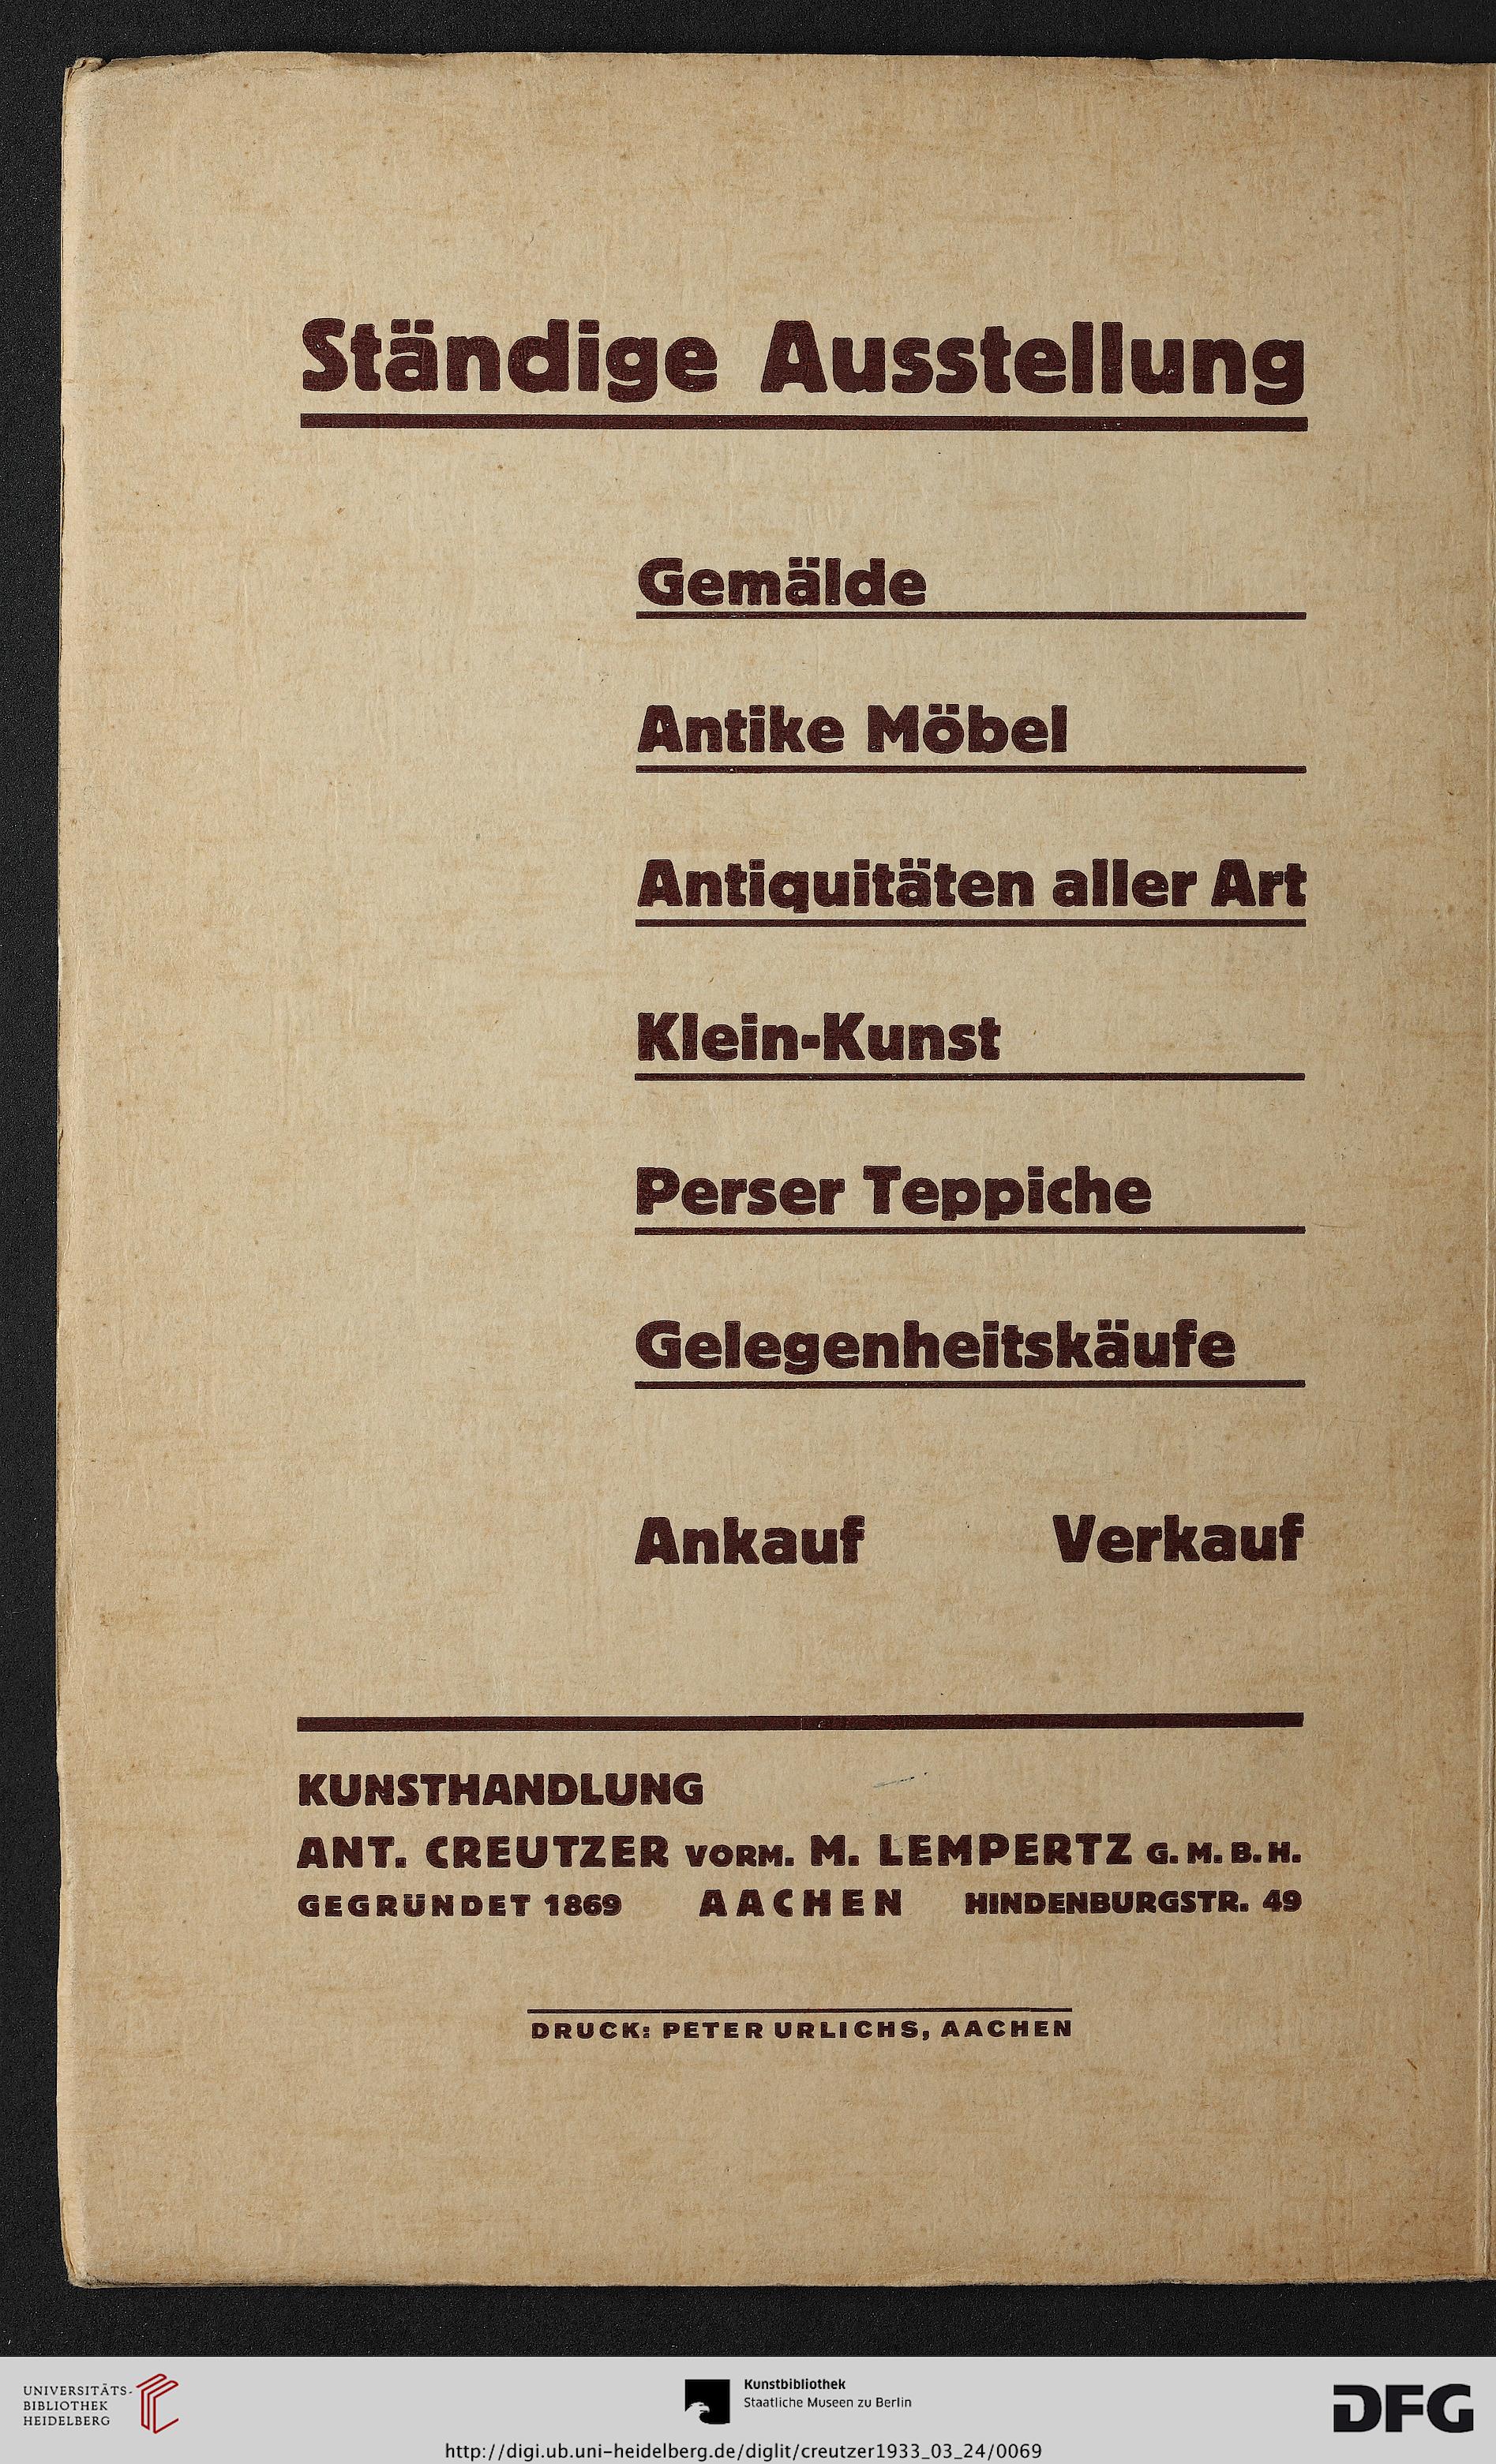 Ständige Ausstellung
Gemälde
Antike Möbel
Antiquitäten aller Art
Klein-Kunst
Perser Teppiche
Gelegenheitskäufe
Ankauf Verkauf
KUNSTHANDLUNG
ANT. CREUTZER VORM. M. LEMPERTZ G. M. B. H.
GEGRÜNDET 1869 AACHEN HINDENBURGSTR. 49
DRUCK: PETER URLICHS, AACHEN
UNIVERSITÄTS-
BIBLIOTHEK
HEIDELBERG
Kunstbibliothek
Staatliche Museen zu Berlin
DFG
http://digi.ub.uni-heidelberg.de/diglit/creutzer1933_03_24/0069